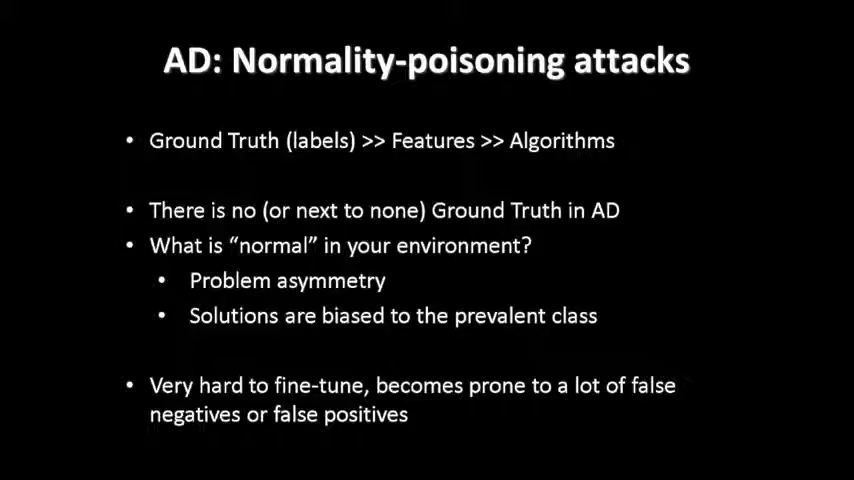 AD: Normality-poisoning attacks
• Ground Truth (labels) >> Features >> Algorithms
• There is no (or next to none) Ground Truth in AD
• What is “normal” in your environment?
• Problem asymmetry
• Solutions are biased to the prevalent class
• Very hard to fine-tune, becomes prone to a lot of false
negatives or false positives